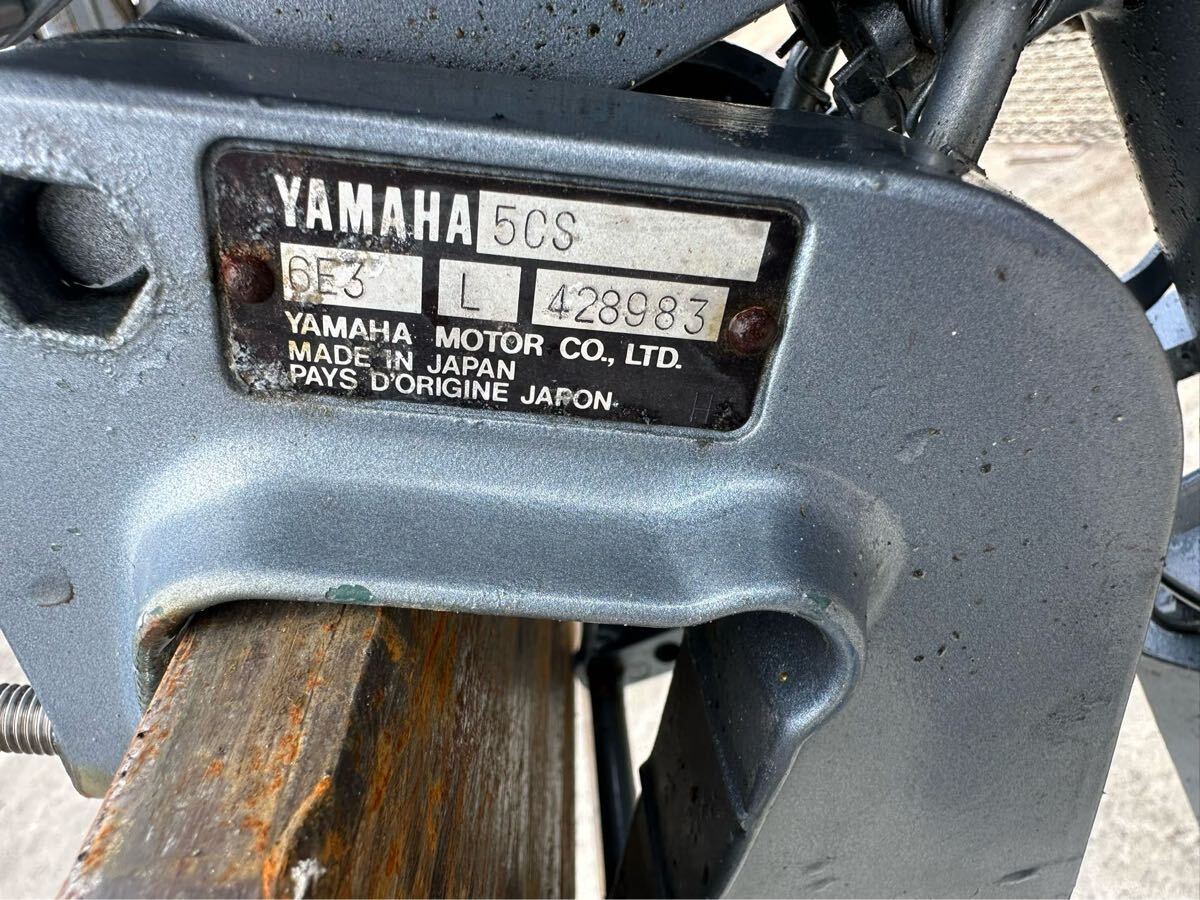 YAMAHA 5CS
6E3 L 428983
YAMAHA MOTOR CO., LTD.
MADE IN JAPAN
PAYS D'ORIGINE JAPON
H